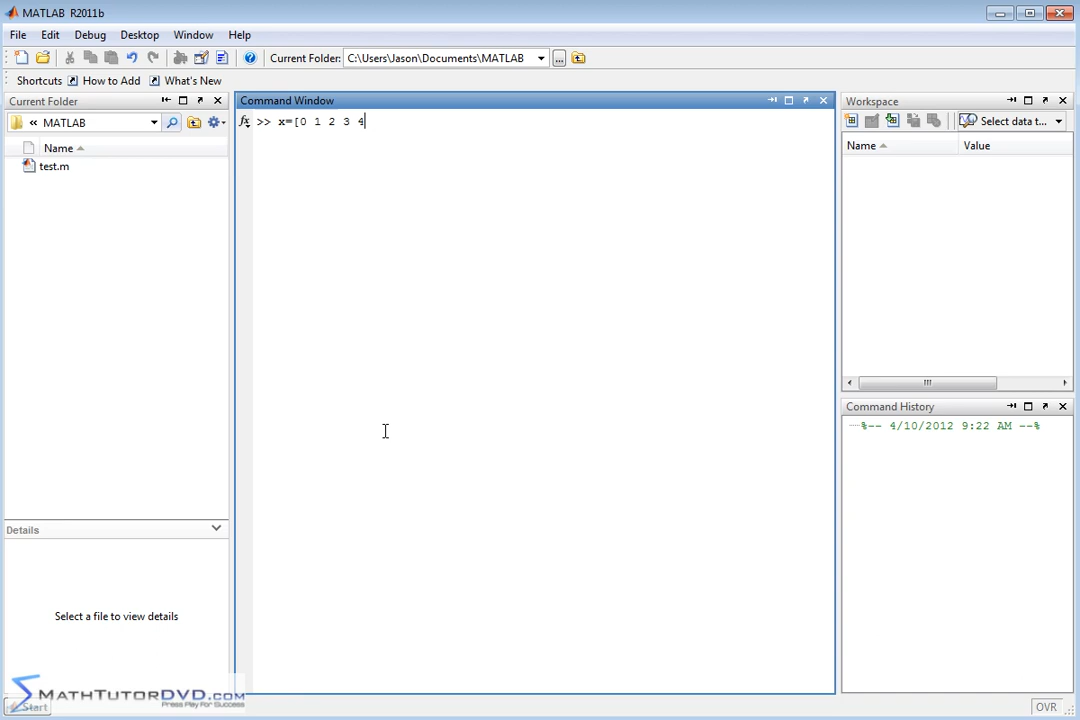 MATLAB R2011b
File Edit Debug Desktop Window Help
Current Folder: C:\Users\Jason\Documents\MATLAB ...
Shortcuts How to Add What's New
Current Folder
« MATLAB
Name
test.m
Details
Select a file to view details
Command Window
fx >> x=[0 1 2 3 4
Workspace
Select data t...
Name Value
Command History
%-- 4/10/2012 9:22 AM --%
MathTutorDVD.com
Press Play For Success
Start
OVR